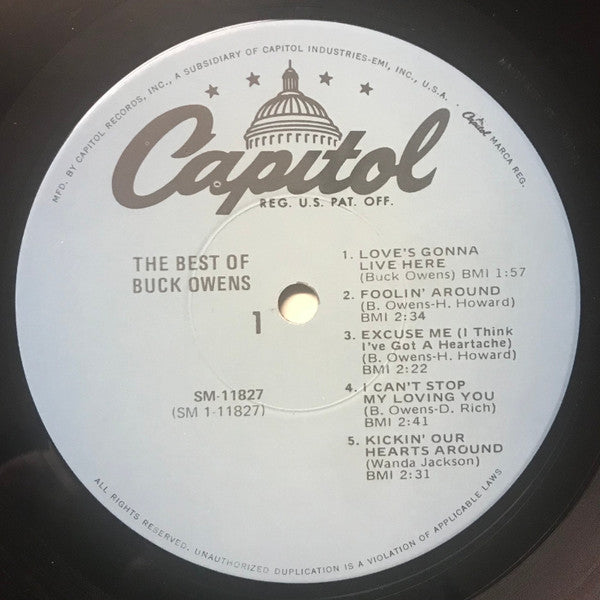 MFD. BY CAPITOL RECORDS, INC., A SUBSIDIARY OF CAPITOL INDUSTRIES-EMI, INC., U.S.A. · Capitol MARCA REG.
Capitol
REG. U.S. PAT. OFF.
THE BEST OF
BUCK OWENS
1
SM-11827
(SM 1-11827)
1. LOVE'S GONNA
LIVE HERE
(Buck Owens) BMI 1:57
2. FOOLIN' AROUND
(B. Owens-H. Howard)
BMI 2:34
3. EXCUSE ME (I Think
I've Got A Heartache)
(B. Owens-H. Howard)
BMI 2:22
4. I CAN'T STOP
MY LOVING YOU
(B. Owens-D. Rich)
BMI 2:41
5. KICKIN' OUR
HEARTS AROUND
(Wanda Jackson)
BMI 2:31
ALL RIGHTS RESERVED. UNAUTHORIZED DUPLICATION IS A VIOLATION OF APPLICABLE LAWS